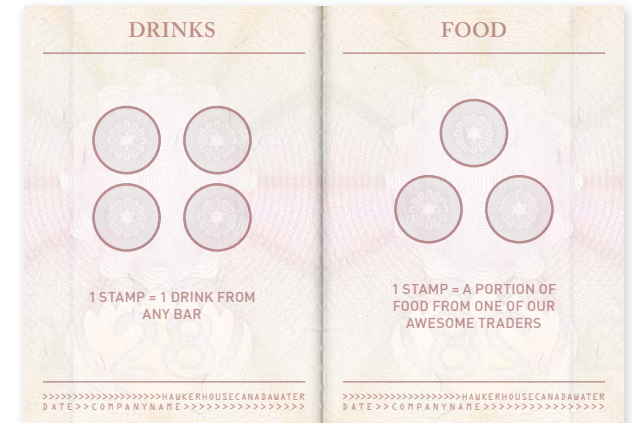 DRINKS
1 STAMP = 1 DRINK FROM
ANY BAR
>>>>>>>>>>>>>>>>>>>>HAWKERHOUSECANADAWATER
DATE>>COMPANYNAME>>>>>>>>>>>>>>>>
FOOD
1 STAMP = A PORTION OF
FOOD FROM ONE OF OUR
AWESOME TRADERS
>>>>>>>>>>>>>>>>>>>>HAWKERHOUSECANADAWATER
DATE>>COMPANYNAME>>>>>>>>>>>>>>>>